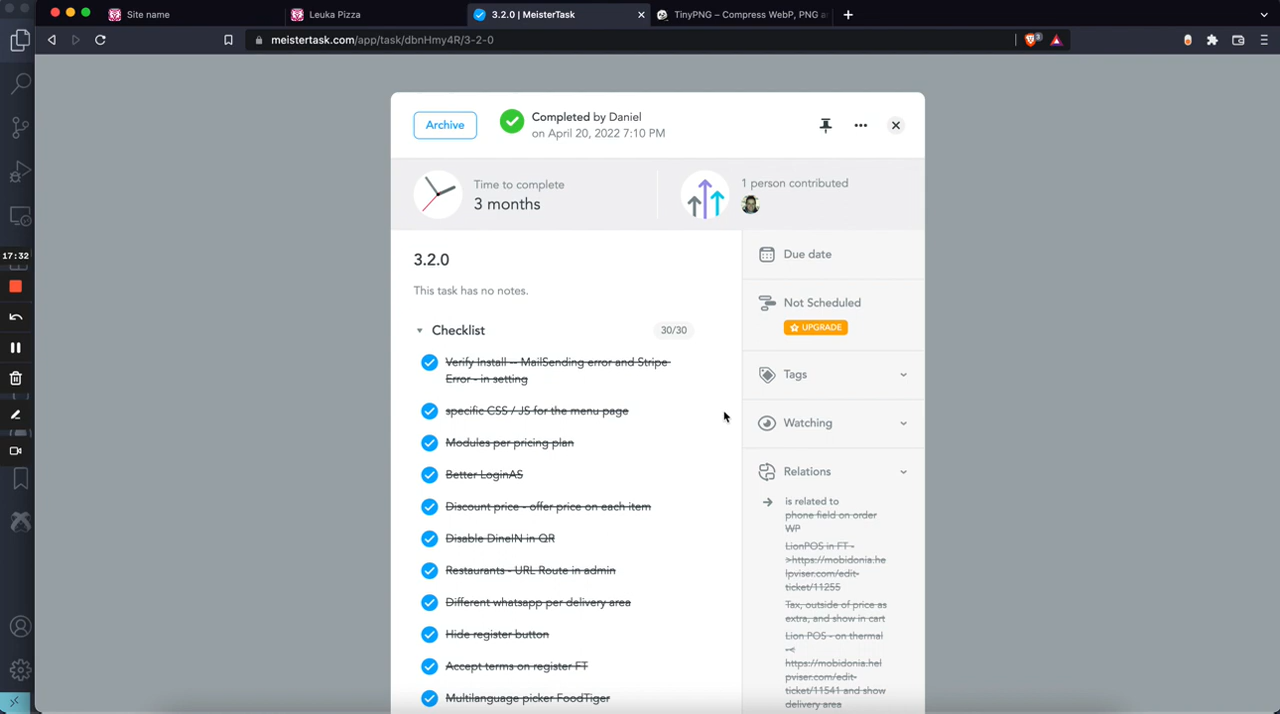 Site name
Leuka Pizza
3.2.0 | MeisterTask
TinyPNG – Compress WebP, PNG a
meistertask.com/app/task/dbnHmy4R/3-2-0
3
Archive
Completed by Daniel
on April 20, 2022 7:10 PM
Time to complete
3 months
1 person contributed
17:32
3.2.0
This task has no notes.
Checklist
30/30
Verify Install -- MailSending error and Stripe
Error - in setting
specific CSS / JS for the menu page
Modules per pricing plan
Better LoginAS
Discount price - offer price on each item
Disable DineIN in QR
Restaurants - URL Route in admin
Different whatsapp per delivery area
Hide register button
Accept terms on register FT
Multilanguage picker FoodTiger
Due date
Not Scheduled
UPGRADE
Tags
Watching
Relations
is related to
phone field on order
WP
LionPOS in FT -
>https://mobidonia.he
lpviser.com/edit-
ticket/11255
Tax, outside of price as
extra, and show in cart
Lion POS - on thermal
-<
https://mobidonia.hel
pviser.com/edit-
ticket/11541 and show
delivery area